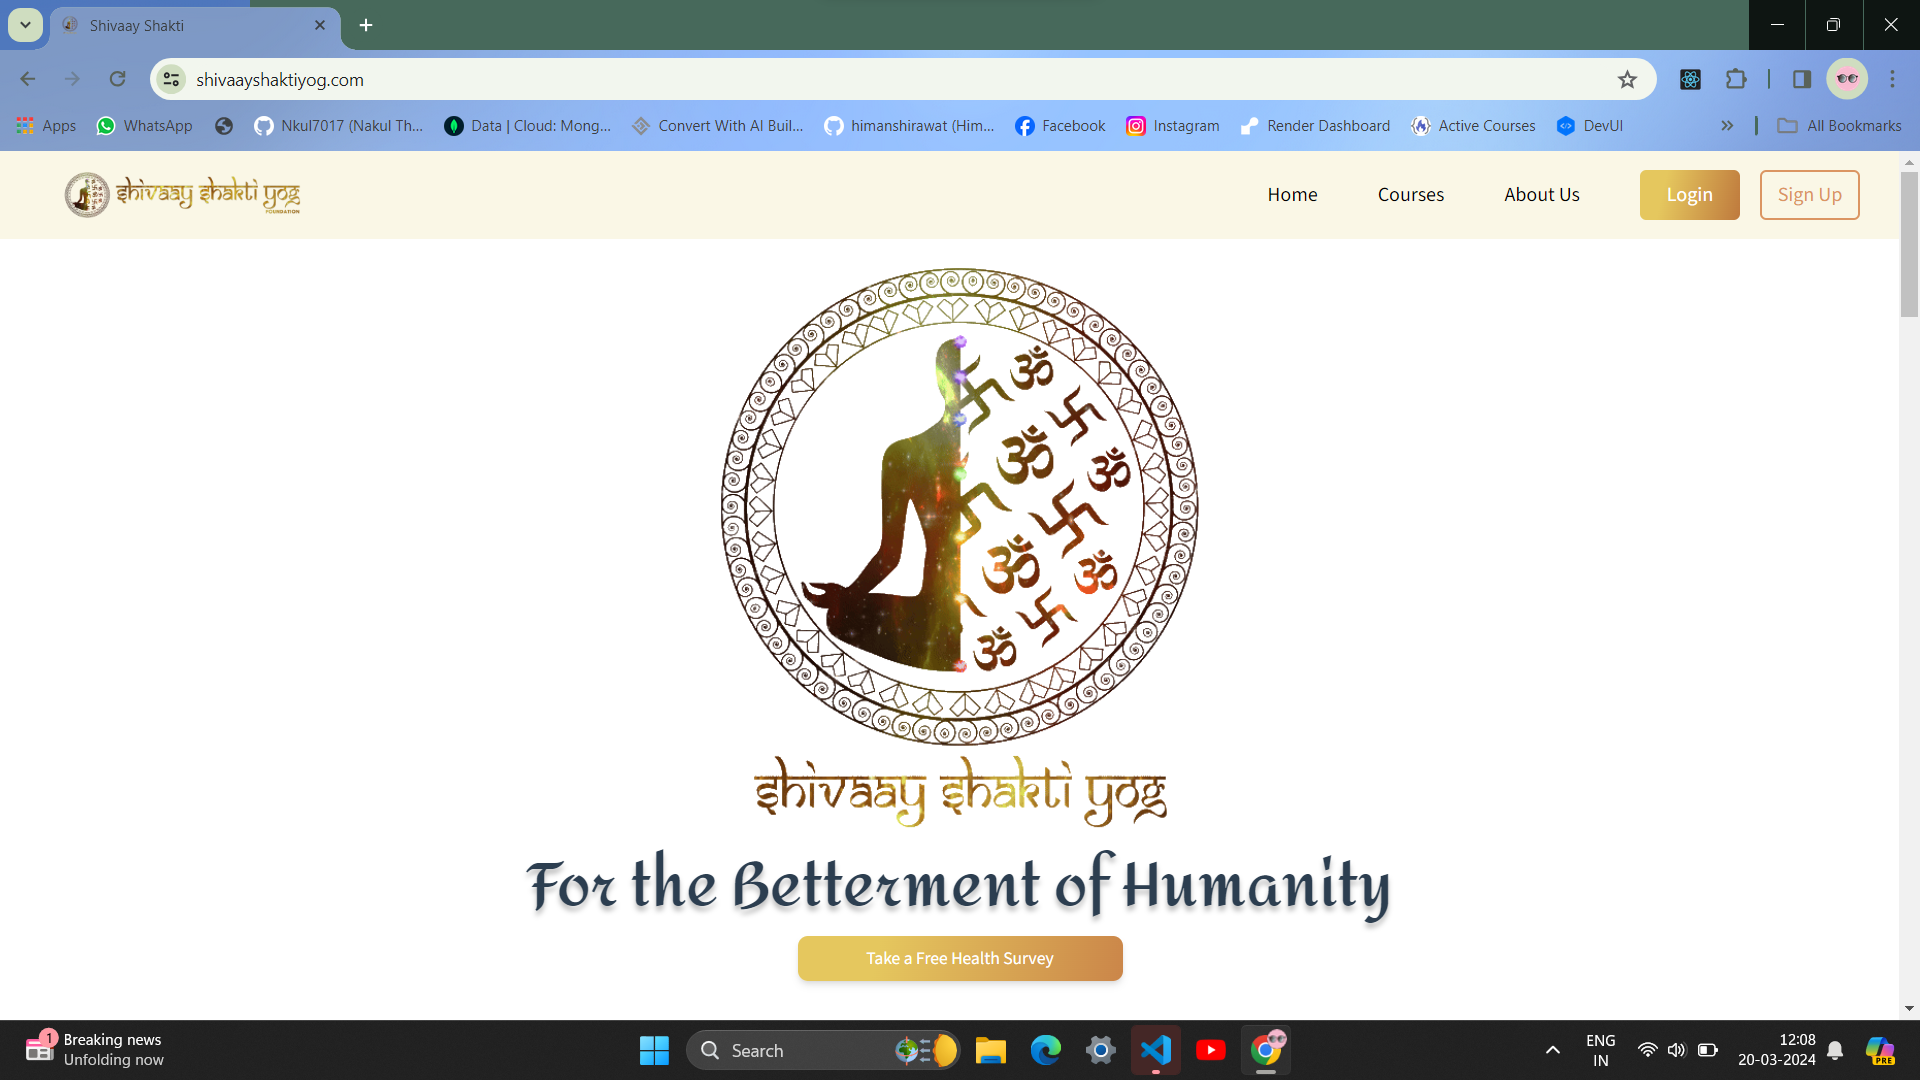 Shivaay Shakti
shivaayshaktiyog.com
Apps WhatsApp Nkul7017 (Nakul Th... Data | Cloud: Mong... Convert With AI Buil... himanshirawat (Him... Facebook Instagram Render Dashboard Active Courses DevUI » All Bookmarks
shivaay shakti yog
FOUNDATION
Home Courses About Us Login Sign Up
ॐ
ॐ
ॐ
ॐ
ॐ
ॐ
shivaay shakti yog
For the Betterment of Humanity
Take a Free Health Survey
1 Breaking news
Unfolding now
Search
ENG
IN
12:08
20-03-2024
PRE